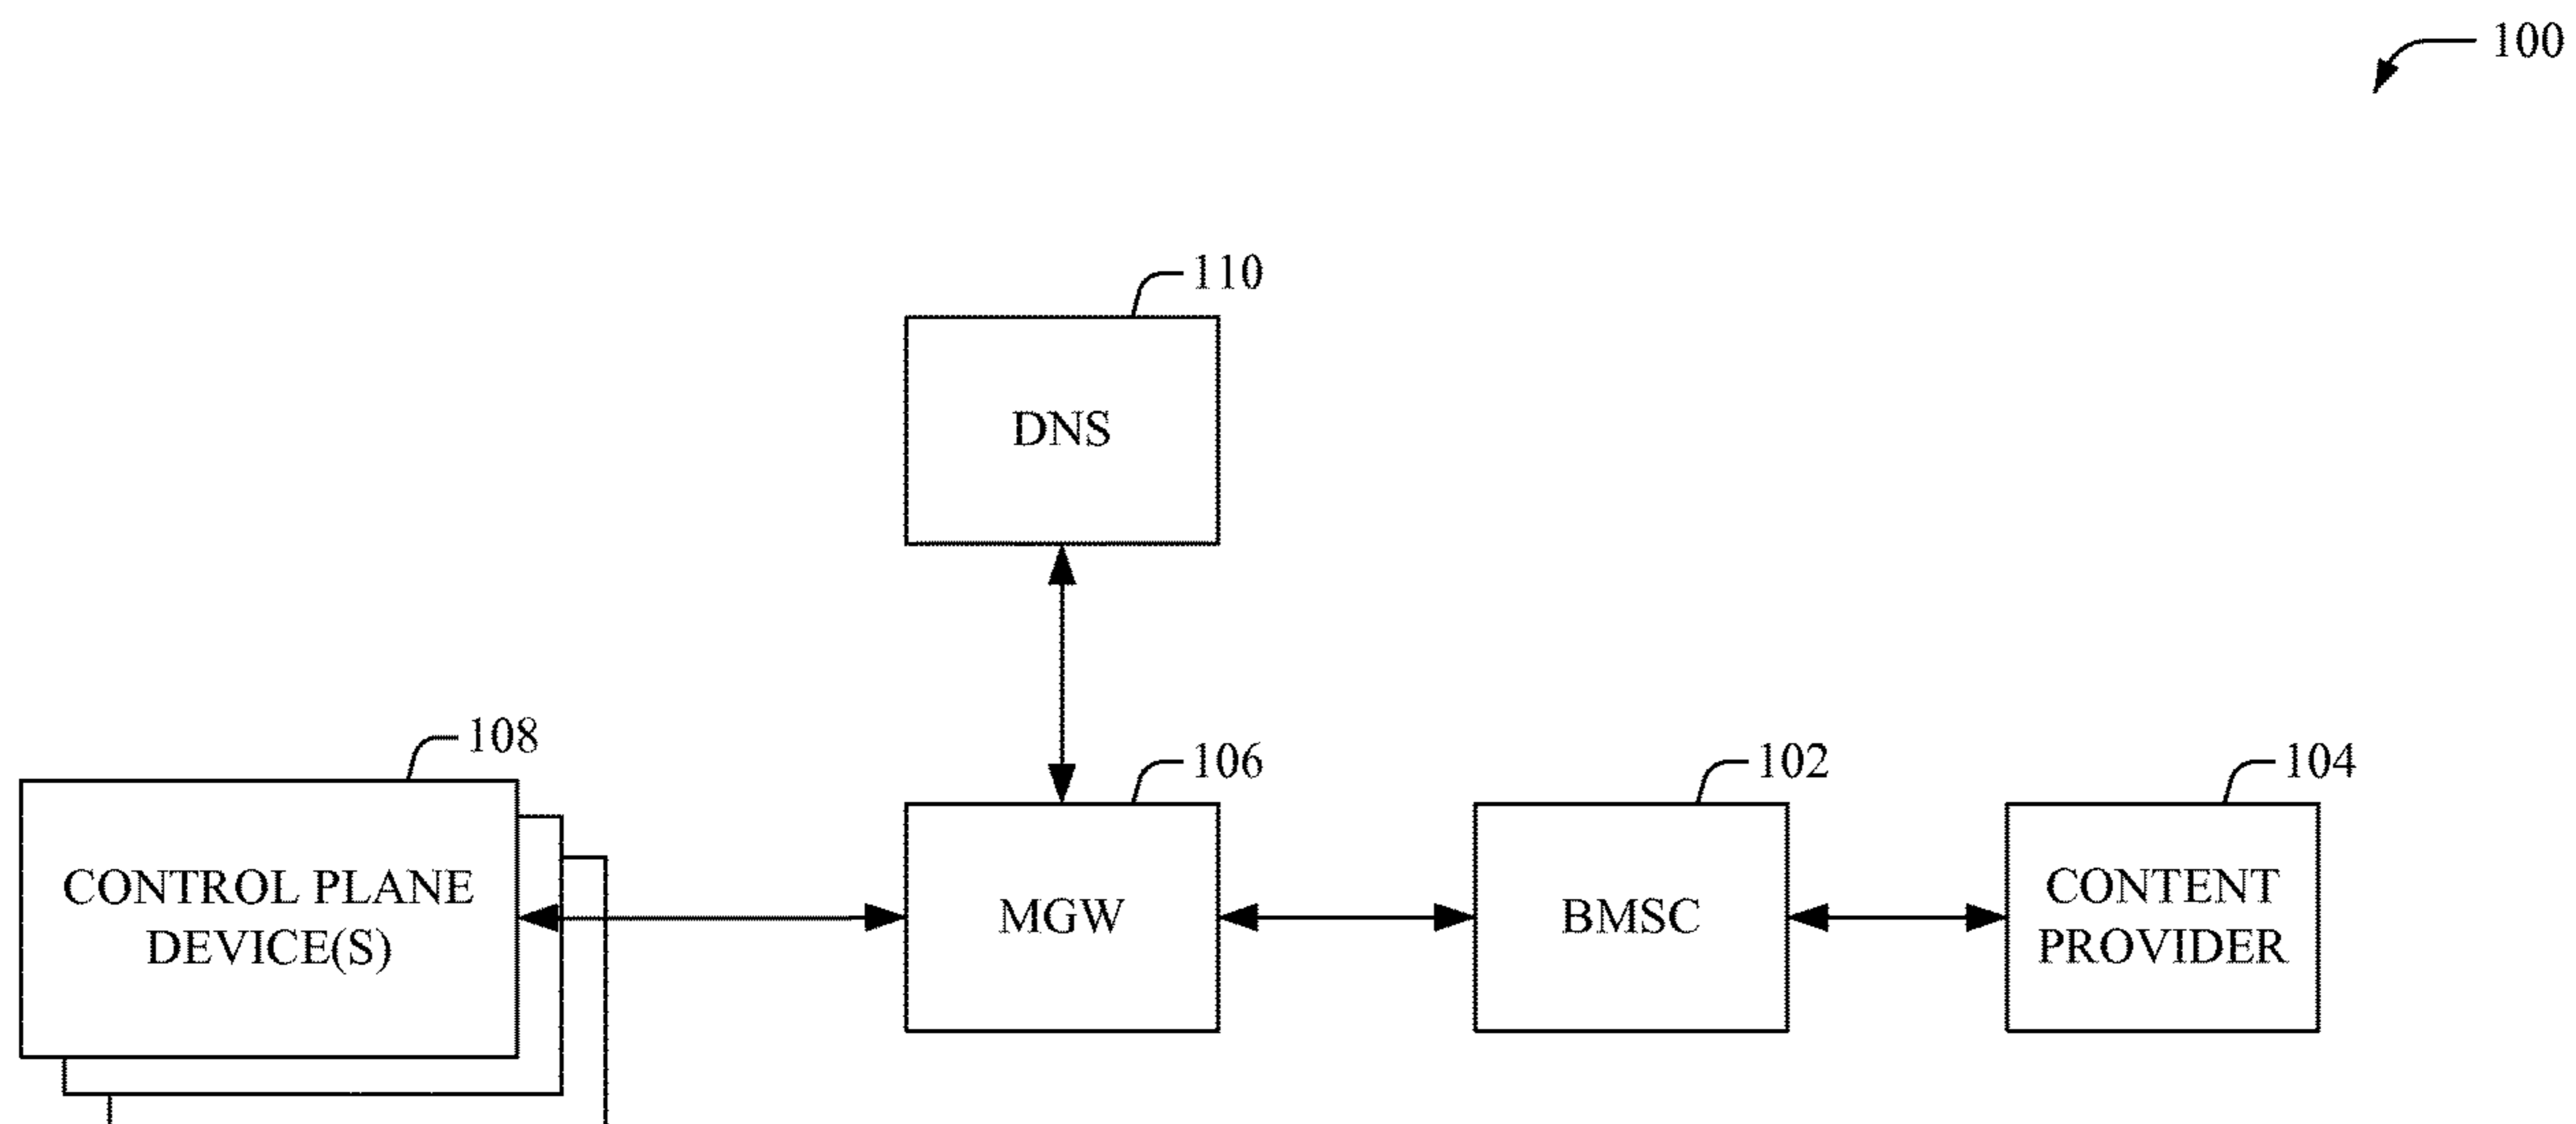 100
110
DNS
108
106
102
104
CONTROL PLANE
DEVICE(S)
MGW
BMSC
CONTENT
PROVIDER